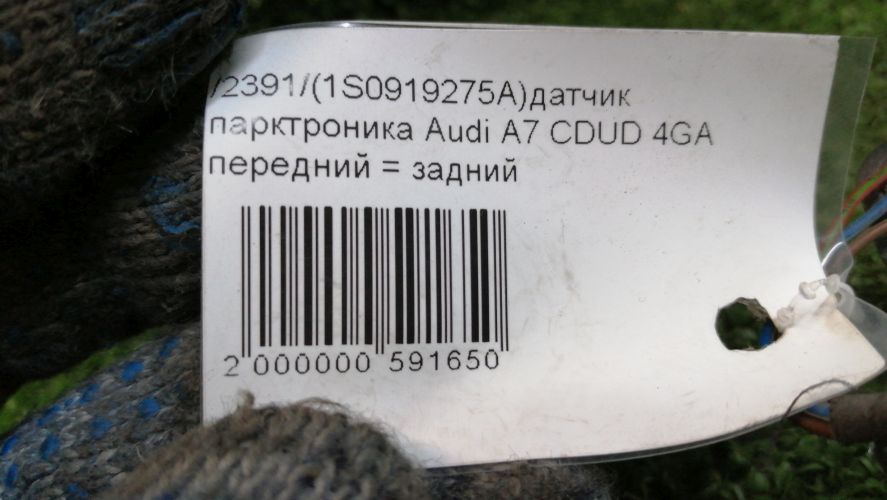 /2391/(1S0919275A)датчик
парктроника Audi A7 CDUD 4GA
передний = задний
2 000000 591650